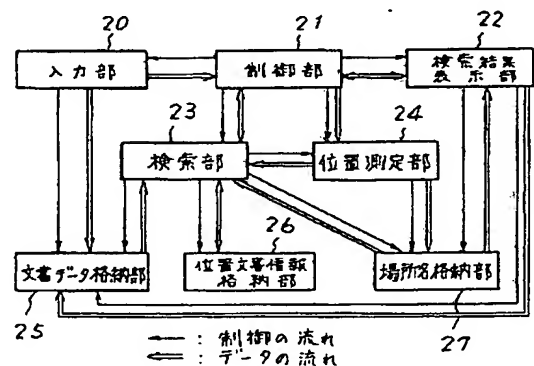 20
21
22
入力部
制御部
検索結果
表示部
23
24
検索部
位置測定部
26
文書データ格納部
位置文書情報
格納部
場所名格納部
25
27
← : 制御の流れ
⇐ : データの流れ